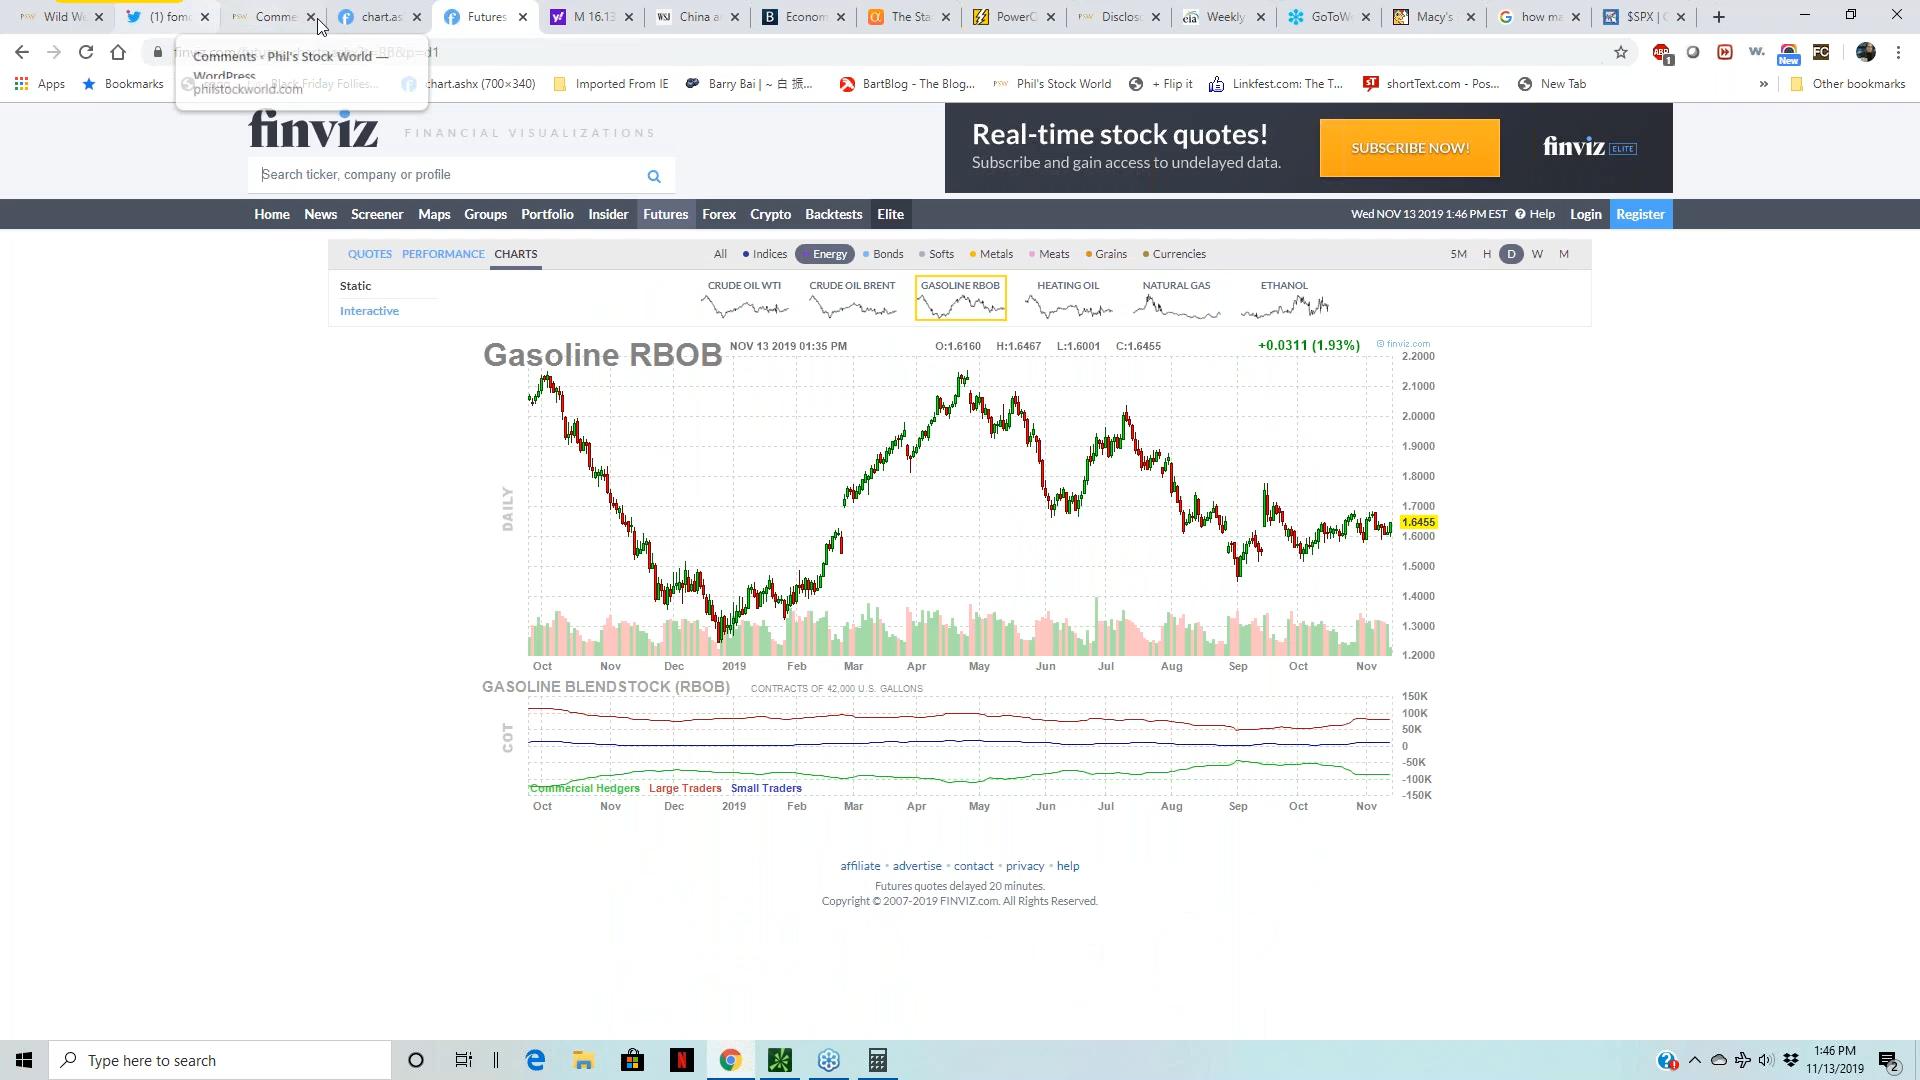 Wild We
(1) fomo
Comme
chart.as
Futures
M 16.13
China a
Econom
The Sta
PowerO
Disclos
Weekly
GoToWe
Macy's
how ma
$SPX | C
Comments ‹ Phil's Stock World —
WordPress
philstockworld.com
Apps
Bookmarks
Black Friday Follies...
chart.ashx (700×340)
Imported From IE
Barry Bai | ~ 白 振...
BartBlog - The Blog...
Phil's Stock World
+ Flip it
Linkfest.com: The T...
shortText.com - Pos...
New Tab
»
Other bookmarks
finviz
FINANCIAL VISUALIZATIONS
Search ticker, company or profile
Real-time stock quotes!
Subscribe and gain access to undelayed data.
SUBSCRIBE NOW!
finviz ELITE
Home News Screener Maps Groups Portfolio Insider Futures Forex Crypto Backtests Elite
Wed NOV 13 2019 1:46 PM EST Help Login Register
QUOTES PERFORMANCE CHARTS
All Indices Energy Bonds Softs Metals Meats Grains Currencies
5M H D W M
Static
Interactive
CRUDE OIL WTI
CRUDE OIL BRENT
GASOLINE RBOB
HEATING OIL
NATURAL GAS
ETHANOL
Gasoline RBOB
NOV 13 2019 01:35 PM
O:1.6160 H:1.6467 L:1.6001 C:1.6455
+0.0311 (1.93%)
© finviz.com
2.2000
2.1000
2.0000
1.9000
1.8000
1.7000
1.6455
1.6000
1.5000
1.4000
1.3000
1.2000
DAILY
Oct Nov Dec 2019 Feb Mar Apr May Jun Jul Aug Sep Oct Nov
GASOLINE BLENDSTOCK (RBOB)
CONTRACTS OF 42,000 U.S. GALLONS
150K
100K
50K
0
-50K
-100K
-150K
COT
Commercial Hedgers Large Traders Small Traders
Oct Nov Dec 2019 Feb Mar Apr May Jun Jul Aug Sep Oct Nov
affiliate • advertise • contact • privacy • help
Futures quotes delayed 20 minutes.
Copyright © 2007-2019 FINVIZ.com. All Rights Reserved.
Type here to search
1:46 PM
11/13/2019
2